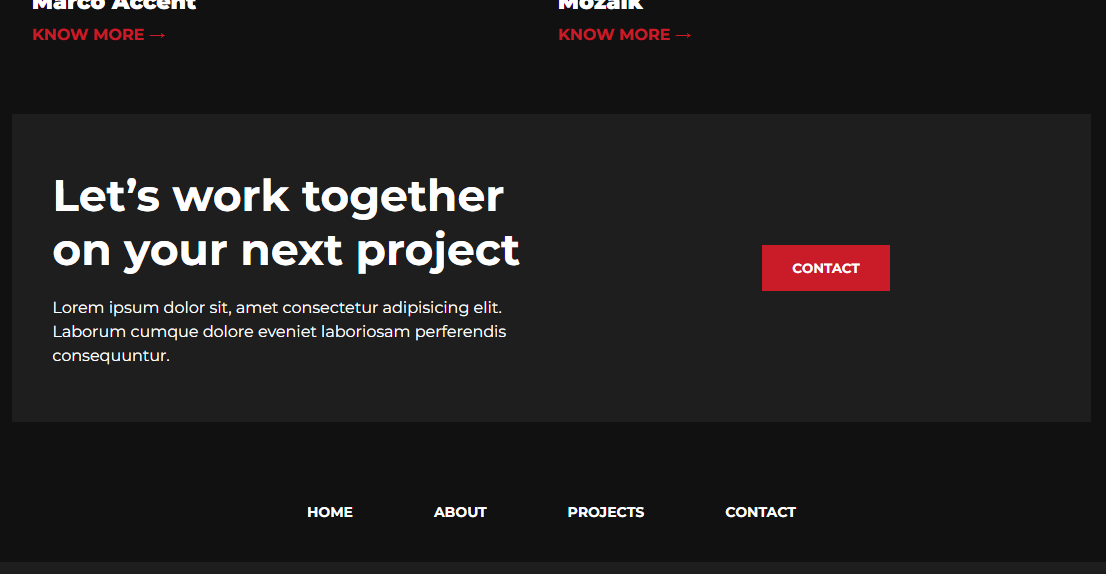 Marco Accent
Mozaik
KNOW MORE →
KNOW MORE →
Let’s work together
on your next project
Lorem ipsum dolor sit, amet consectetur adipisicing elit.
Laborum cumque dolore eveniet laboriosam perferendis
consequuntur.
CONTACT
HOME
ABOUT
PROJECTS
CONTACT